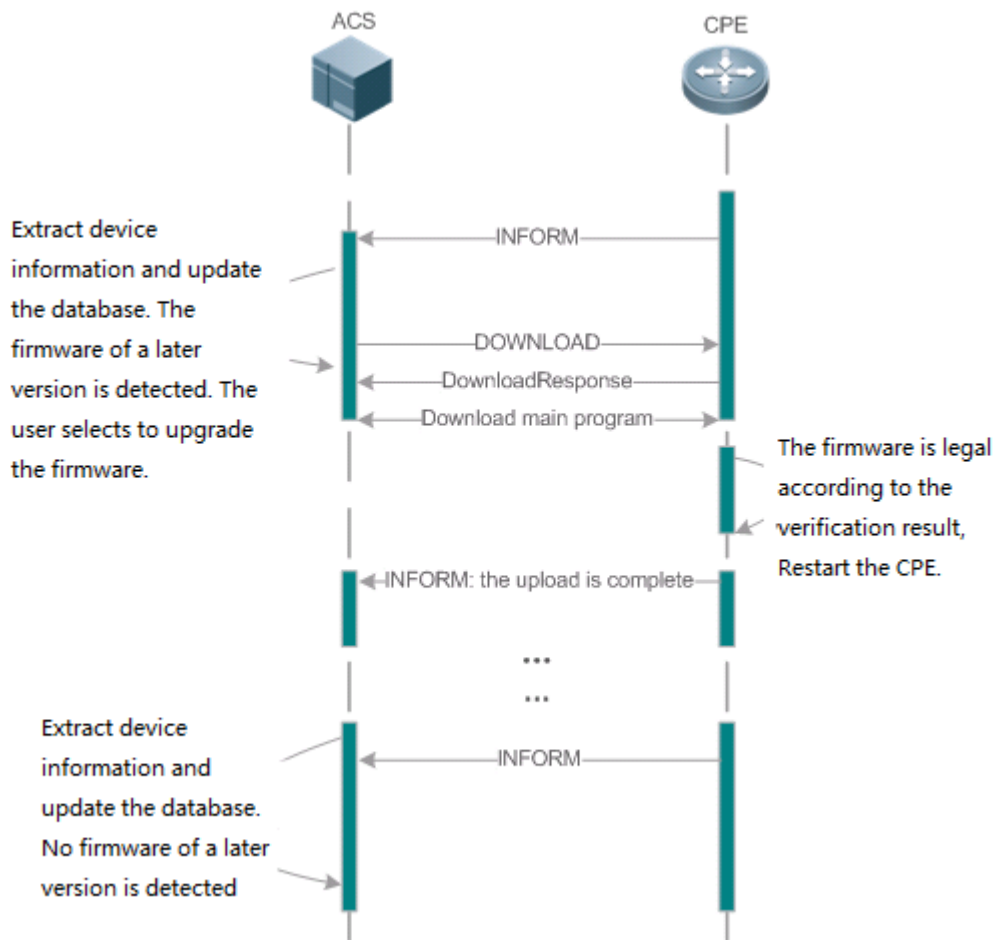 ACS
CPE
INFORM
Extract device
information and update
the database. The
firmware of a later
version is detected. The
user selects to upgrade
the firmware.
DOWNLOAD
DownloadResponse
Download main program
The firmware is legal
according to the
verification result,
Restart the CPE.
INFORM: the upload is complete
...
...
Extract device
information and
update the database.
No firmware of a later
version is detected
INFORM